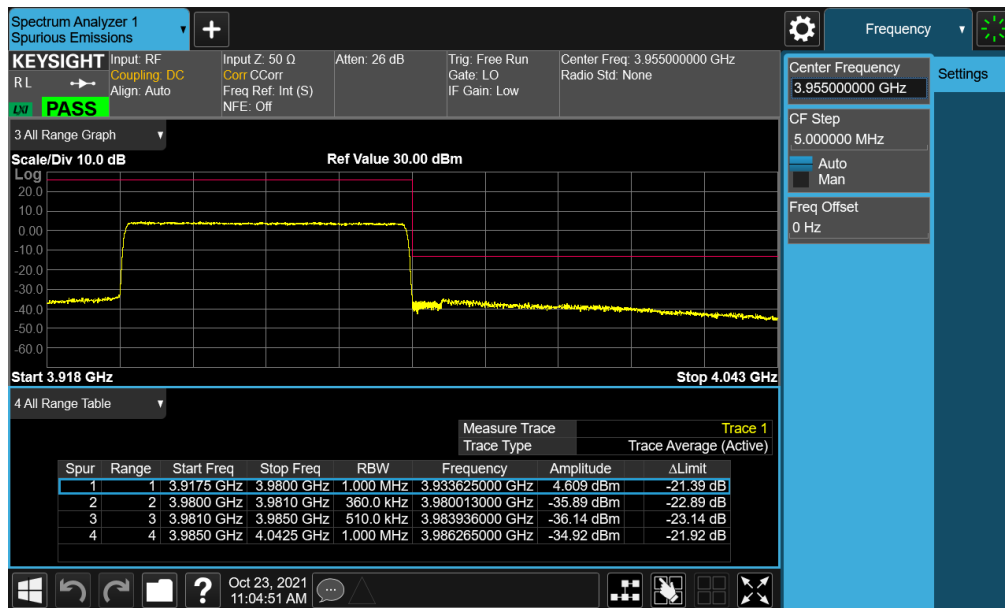 Spectrum Analyzer 1
Spurious Emissions
Frequency
KEYSIGHT
R L
LXI
PASS
Input: RF
Coupling: DC
Align: Auto
Input Z: 50 Ω
Corr CCorr
Freq Ref: Int (S)
NFE: Off
Atten: 26 dB
Trig: Free Run
Gate: LO
IF Gain: Low
Center Freq: 3.955000000 GHz
Radio Std: None
Center Frequency
3.955000000 GHz
Settings
CF Step
5.000000 MHz
Auto
Man
Freq Offset
0 Hz
3 All Range Graph
Scale/Div 10.0 dB
Ref Value 30.00 dBm
Log
20.0
10.0
0.00
-10.0
-20.0
-30.0
-40.0
-50.0
-60.0
Start 3.918 GHz
Stop 4.043 GHz
4 All Range Table
Measure Trace Trace 1
Trace Type Trace Average (Active)
Spur Range Start Freq Stop Freq RBW Frequency Amplitude ΔLimit
1 1 3.9175 GHz 3.9800 GHz 1.000 MHz 3.933625000 GHz 4.609 dBm -21.39 dB
2 2 3.9800 GHz 3.9810 GHz 360.0 kHz 3.980013000 GHz -35.89 dBm -22.89 dB
3 3 3.9810 GHz 3.9850 GHz 510.0 kHz 3.983936000 GHz -36.14 dBm -23.14 dB
4 4 3.9850 GHz 4.0425 GHz 1.000 MHz 3.986265000 GHz -34.92 dBm -21.92 dB
?
Oct 23, 2021
11:04:51 AM